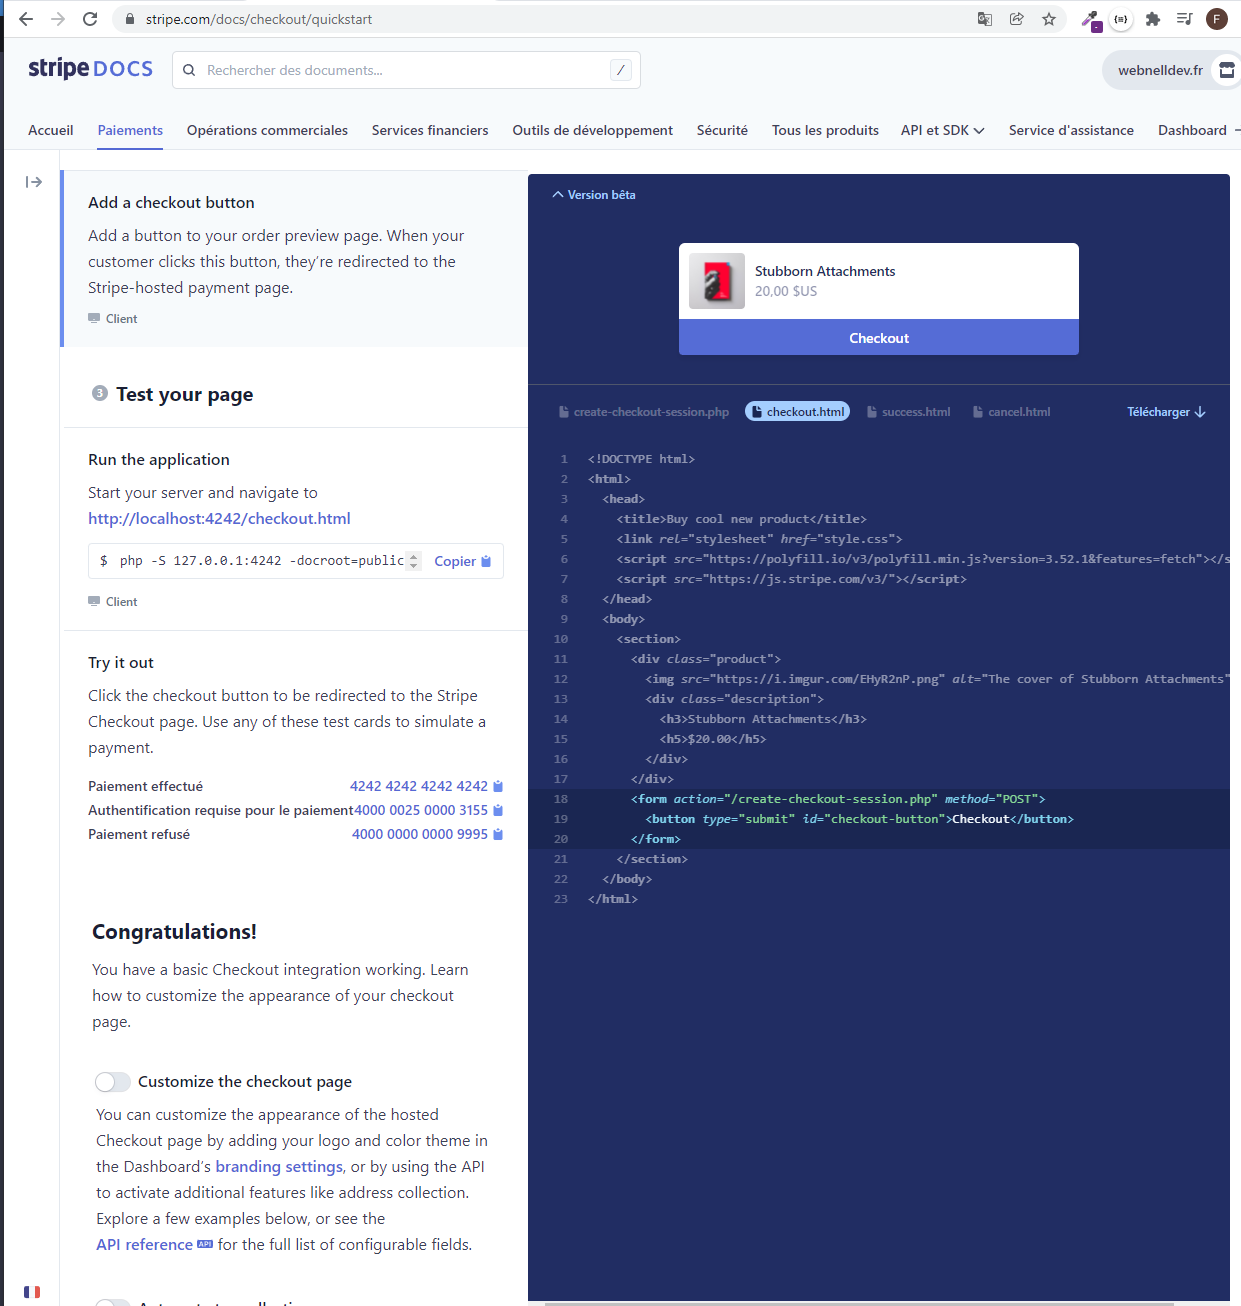 stripe.com/docs/checkout/quickstart
F
stripe DOCS
Rechercher des documents...
/
webnelldev.fr
Accueil
Paiements
Opérations commerciales
Services financiers
Outils de développement
Sécurité
Tous les produits
API et SDK
Service d'assistance
Dashboard
Add a checkout button
Add a button to your order preview page. When your
customer clicks this button, they're redirected to the
Stripe-hosted payment page.
Client
3 Test your page
Run the application
Start your server and navigate to
http://localhost:4242/checkout.html
$ php -S 127.0.0.1:4242 -docroot=public
Copier
Client
Try it out
Click the checkout button to be redirected to the Stripe
Checkout page. Use any of these test cards to simulate a
payment.
Paiement effectué 4242 4242 4242 4242
Authentification requise pour le paiement 4000 0025 0000 3155
Paiement refusé 4000 0000 0000 9995
Congratulations!
You have a basic Checkout integration working. Learn
how to customize the appearance of your checkout
page.
Customize the checkout page
You can customize the appearance of the hosted
Checkout page by adding your logo and color theme in
the Dashboard's branding settings, or by using the API
to activate additional features like address collection.
Explore a few examples below, or see the
API reference API for the full list of configurable fields.
Version bêta
Stubborn Attachments
20,00 $US
Checkout
create-checkout-session.php
checkout.html
success.html
cancel.html
Télécharger
1 <!DOCTYPE html>
2 <html>
3 <head>
4 <title>Buy cool new product</title>
5 <link rel="stylesheet" href="style.css">
6 <script src="https://polyfill.io/v3/polyfill.min.js?version=3.52.1&features=fetch"></s
7 <script src="https://js.stripe.com/v3/"></script>
8 </head>
9 <body>
10 <section>
11 <div class="product">
12 <img src="https://i.imgur.com/EHyR2nP.png" alt="The cover of Stubborn Attachments"
13 <div class="description">
14 <h3>Stubborn Attachments</h3>
15 <h5>$20.00</h5>
16 </div>
17 </div>
18 <form action="/create-checkout-session.php" method="POST">
19 <button type="submit" id="checkout-button">Checkout</button>
20 </form>
21 </section>
22 </body>
23 </html>